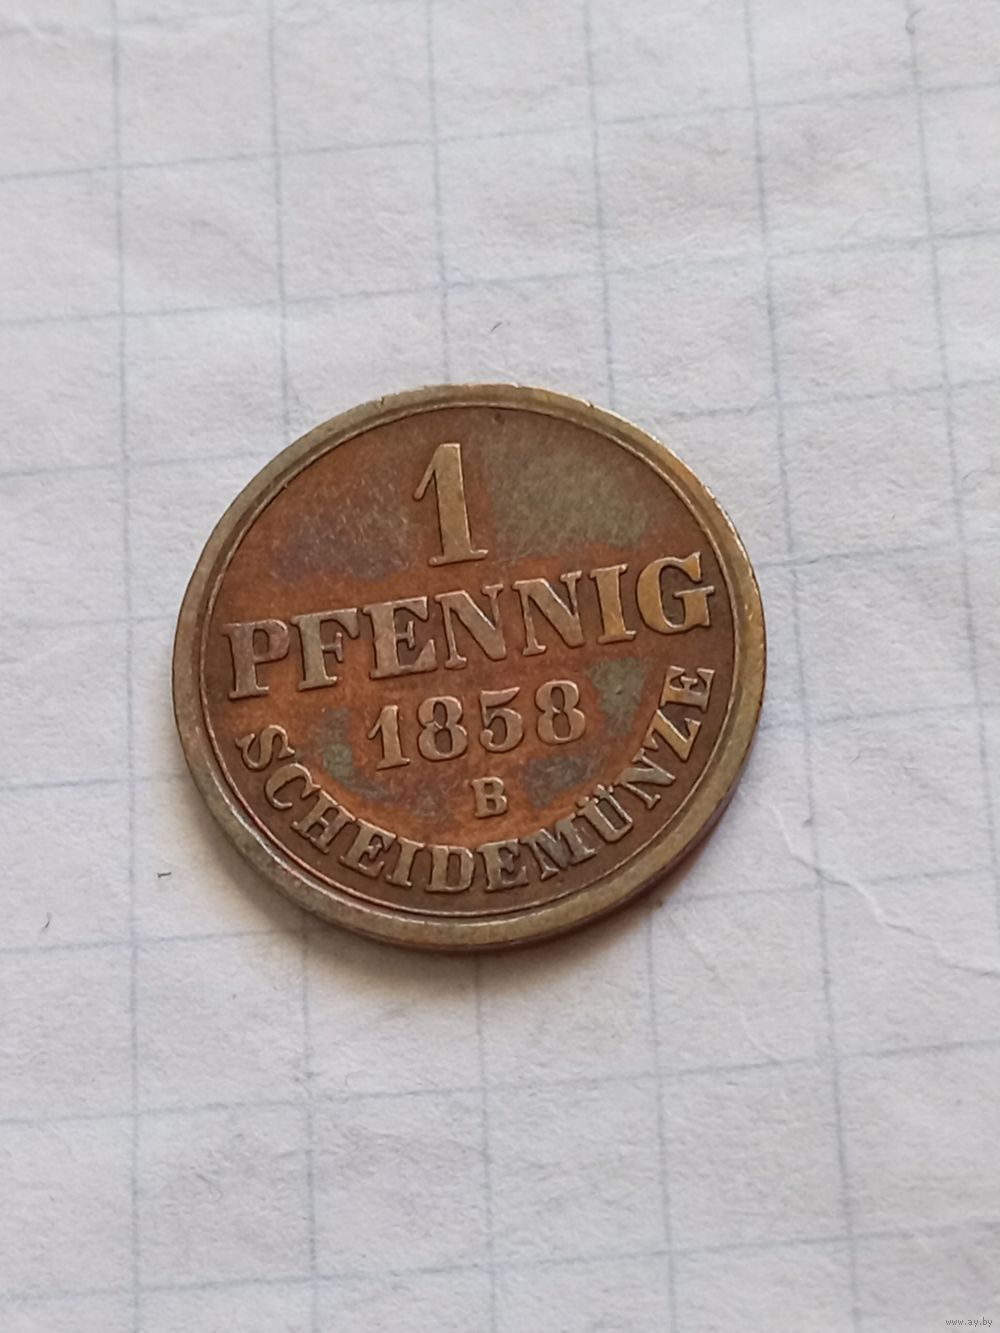 1
PFENNIG
1858
B
SCHEIDEMÜNZE
www.ay.by